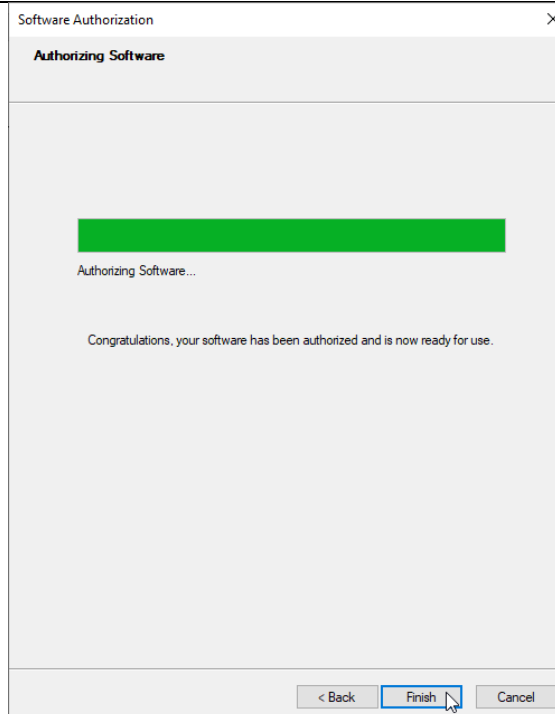 Software Authorization
Authorizing Software
Authorizing Software...
Congratulations, your software has been authorized and is now ready for use.
< Back Finish Cancel